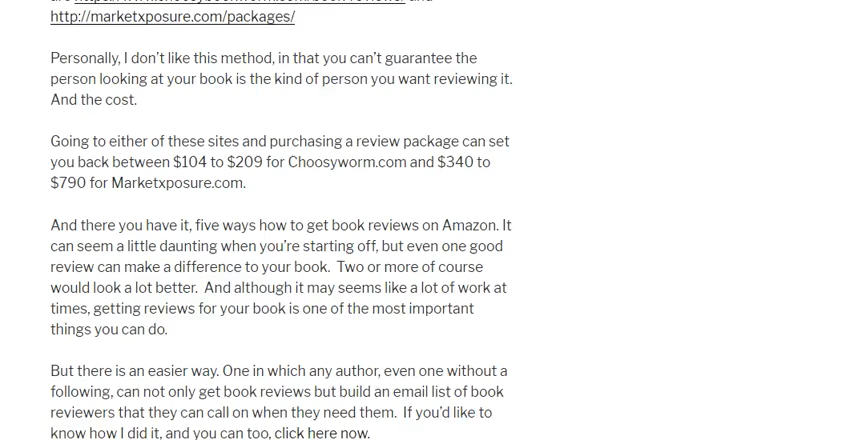 http://marketxposure.com/packages/
Personally, I don't like this method, in that you can't guarantee the
person looking at your book is the kind of person you want reviewing it.
And the cost.
Going to either of these sites and purchasing a review package can set
you back between $104 to $209 for Choosyworm.com and $340 to
$790 for Marketxposure.com.
And there you have it, five ways how to get book reviews on Amazon. It
can seem a little daunting when you're starting off, but even one good
review can make a difference to your book.  Two or more of course
would look a lot better.  And although it may seems like a lot of work at
times, getting reviews for your book is one of the most important
things you can do.
But there is an easier way. One in which any author, even one without a
following, can not only get book reviews but build an email list of book
reviewers that they can call on when they need them.  If you'd like to
know how I did it, and you can too, click here now.